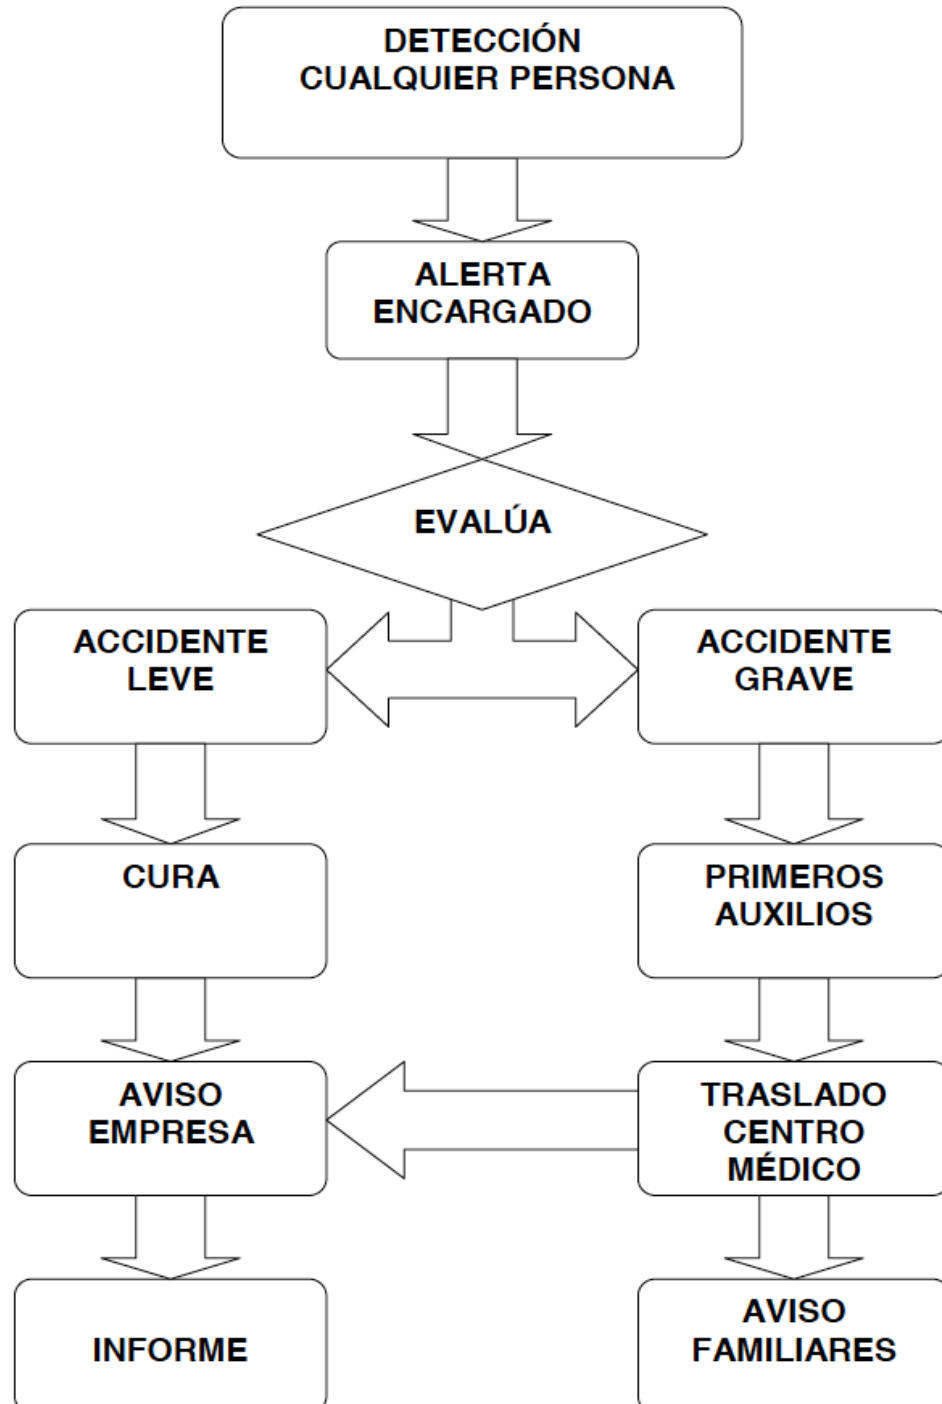 DETECCIÓN
CUALQUIER PERSONA
ALERTA
ENCARGADO
EVALÚA
ACCIDENTE
LEVE
ACCIDENTE
GRAVE
CURA
PRIMEROS
AUXILIOS
AVISO
EMPRESA
TRASLADO
CENTRO
MÉDICO
INFORME
AVISO
FAMILIARES